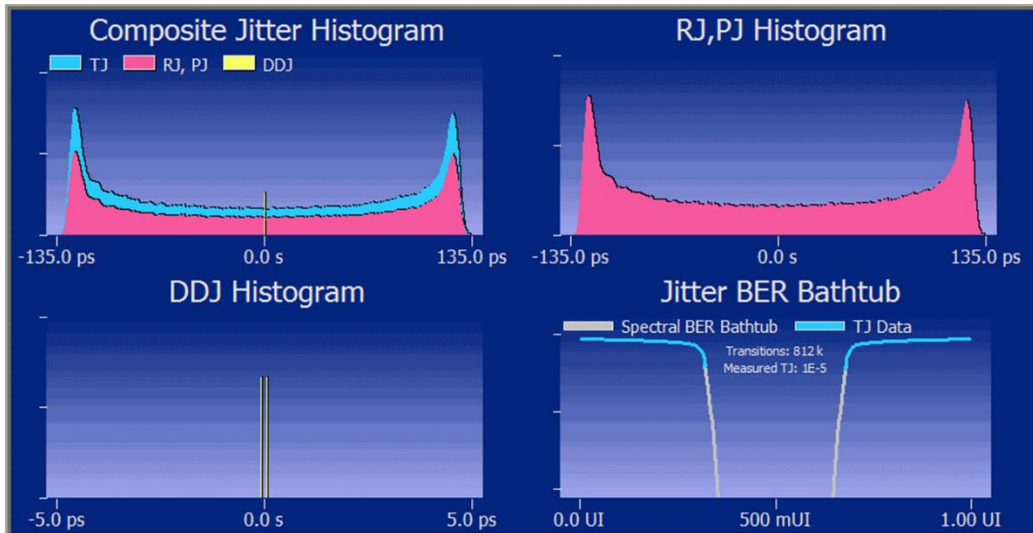 Composite Jitter Histogram
TJ RJ, PJ DDJ
-135.0 ps 0.0 s 135.0 ps
RJ,PJ Histogram
-135.0 ps 0.0 s 135.0 ps
DDJ Histogram
-5.0 ps 0.0 s 5.0 ps
Jitter BER Bathtub
Spectral BER Bathtub TJ Data
Transitions: 812 k
Measured TJ: 1E-5
0.0 UI 500 mUI 1.00 UI